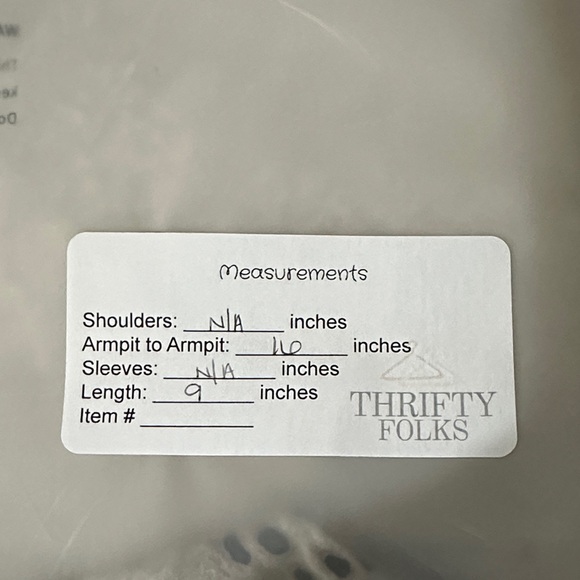 Measurements
Shoulders: N/A inches
Armpit to Armpit: 16 inches
Sleeves: N/A inches
Length: 9 inches
Item #
THRIFTY
FOLKS